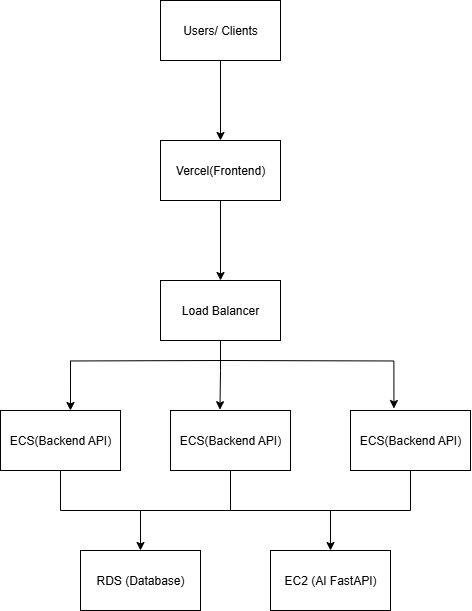 Users/ Clients
Vercel(Frontend)
Load Balancer
ECS(Backend API)
ECS(Backend API)
ECS(Backend API)
RDS (Database)
EC2 (AI FastAPI)